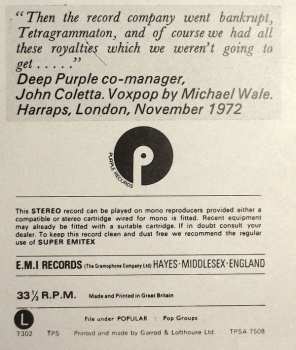 "Then the record company went bankrupt,
Tetragrammaton, and of course we had all
these royalties which we weren't going to
get . . . . ."
Deep Purple co-manager,
John Coletta. Voxpop by Michael Wale.
Harraps, London, November 1972
PURPLE RECORDS
This STEREO record can be played on mono reproducers provided either a
compatible or stereo cartridge wired for mono is fitted. Recent equipment
may already be fitted with a suitable cartridge. If in doubt consult your
dealer. To keep this record clean and dust free we recommend the regular
use of SUPER EMITEX
E.M.I RECORDS (The Gramophone Company Ltd) HAYES·MIDDLESEX·ENGLAND
33⅓ R.P.M. Made and Printed in Great Britain
L File under POPULAR : Pop Groups
7302 TPS Printed and made by Garrod & Lofthouse Ltd. TPSA 7508